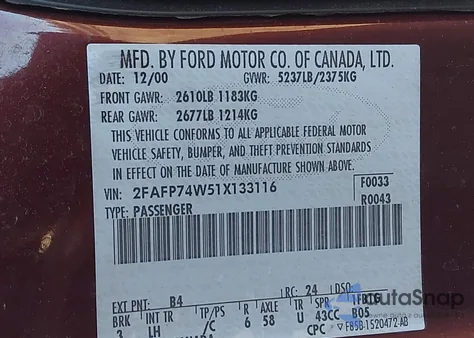 MFD. BY FORD MOTOR CO. OF CANADA, LTD.
DATE: 12/00 GVWR: 5237LB/2375KG
FRONT GAWR: 2610LB 1183KG
REAR GAWR: 2677LB 1214KG
THIS VEHICLE CONFORMS TO ALL APPLICABLE FEDERAL MOTOR
VEHICLE SAFETY, BUMPER, AND THEFT PREVENTION STANDARDS
IN EFFECT ON THE DATE OF MANUFACTURE SHOWN ABOVE.
VIN: 2FAFP74W51X133116 F0033
TYPE: PASSENGER R0043
EXT PNT: B4 RC: 24 DSO:
BRK INT TR TP/PS R AXLE TR SPR
3 LH /C 6 58 U 43CC B05
CPC
autoSnap